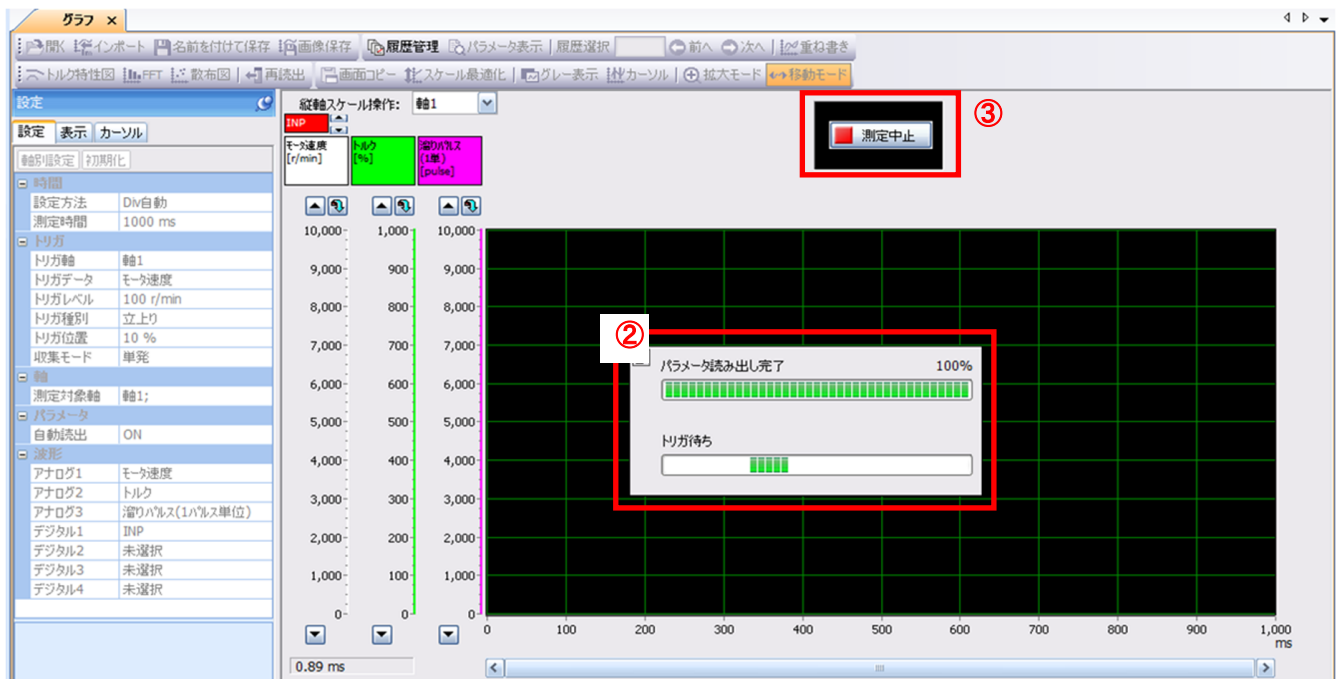 グラフ ×
開く インポート 名前を付けて保存 画像保存 履歴管理 パラメータ表示 履歴選択 前へ 次へ 重ね書き
トルク特性図 FFT 散布図 再読出 画面コピー スケール最適化 グレー表示 カーソル 拡大モード 移動モード
設定
設定 表示 カーソル
軸別設定 初期化
時間
設定方法 Div自動
測定時間 1000 ms
トリガ
トリガ軸 軸1
トリガデータ モータ速度
トリガレベル 100 r/min
トリガ種別 立上り
トリガ位置 10 %
収集モード 単発
軸
測定対象軸 軸1;
パラメータ
自動読出 ON
波形
アナログ1 モータ速度
アナログ2 トルク
アナログ3 溜りパルス(1パルス単位)
デジタル1 INP
デジタル2 未選択
デジタル3 未選択
デジタル4 未選択
縦軸スケール操作: 軸1
INP
モータ速度
[r/min]
トルク
[%]
溜りパルス
(1単)
[pulse]
測定中止
③
10,000 1,000 10,000
9,000 900 9,000
8,000 800 8,000
7,000 700 7,000
6,000 600 6,000
5,000 500 5,000
4,000 400 4,000
3,000 300 3,000
2,000 200 2,000
1,000 100 1,000
0 0 0
②
パラメータ読み出し完了 100%
トリガ待ち
0 100 200 300 400 500 600 700 800 900 1,000
ms
0.89 ms